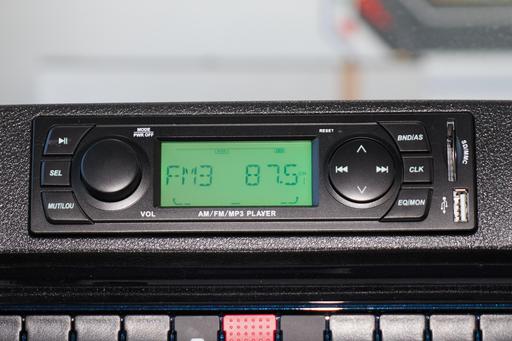 MODE
PWR OFF
RESET
BND/AS
SD/MMC
SEL
FM3 87.5
CLK
MUT/LOU
EQ/MON
VOL
AM/FM/MP3 PLAYER